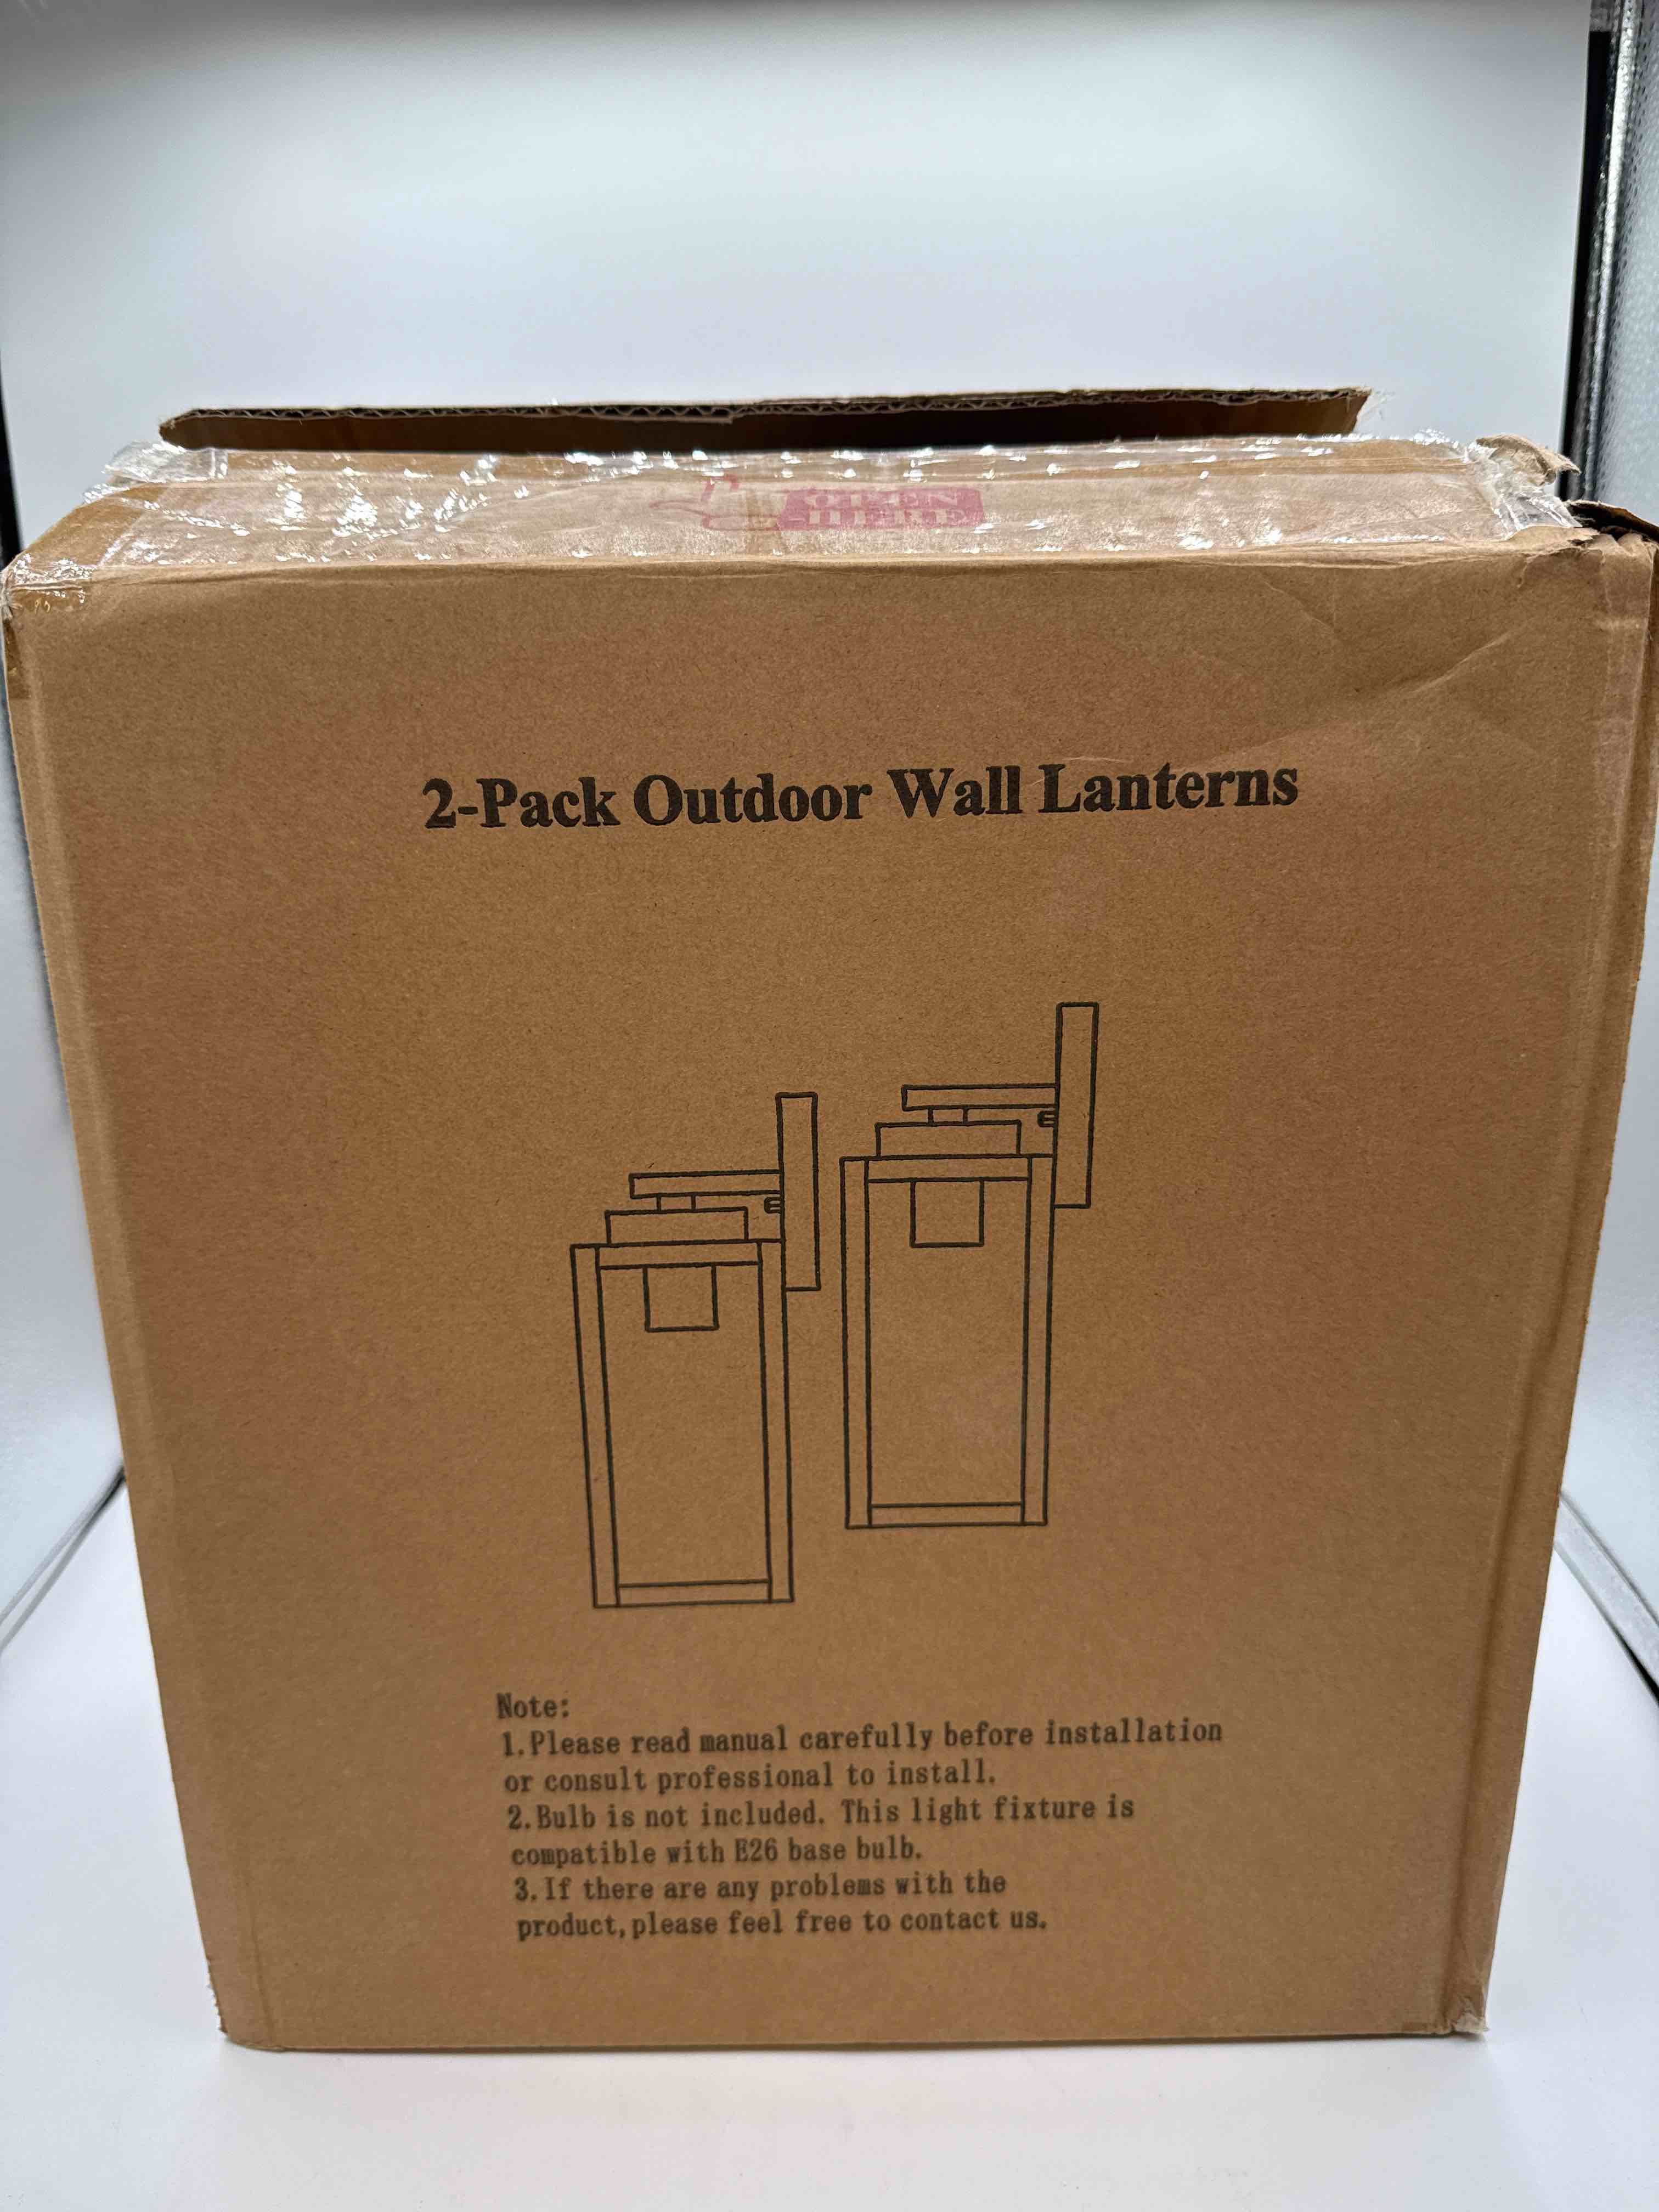 OPEN
HERE
2-Pack Outdoor Wall Lanterns
Note:
1.Please read manual carefully before installation
or consult professional to install.
2.Bulb is not included. This light fixture is
compatible with E26 base bulb.
3.If there are any problems with the
product,please feel free to contact us.